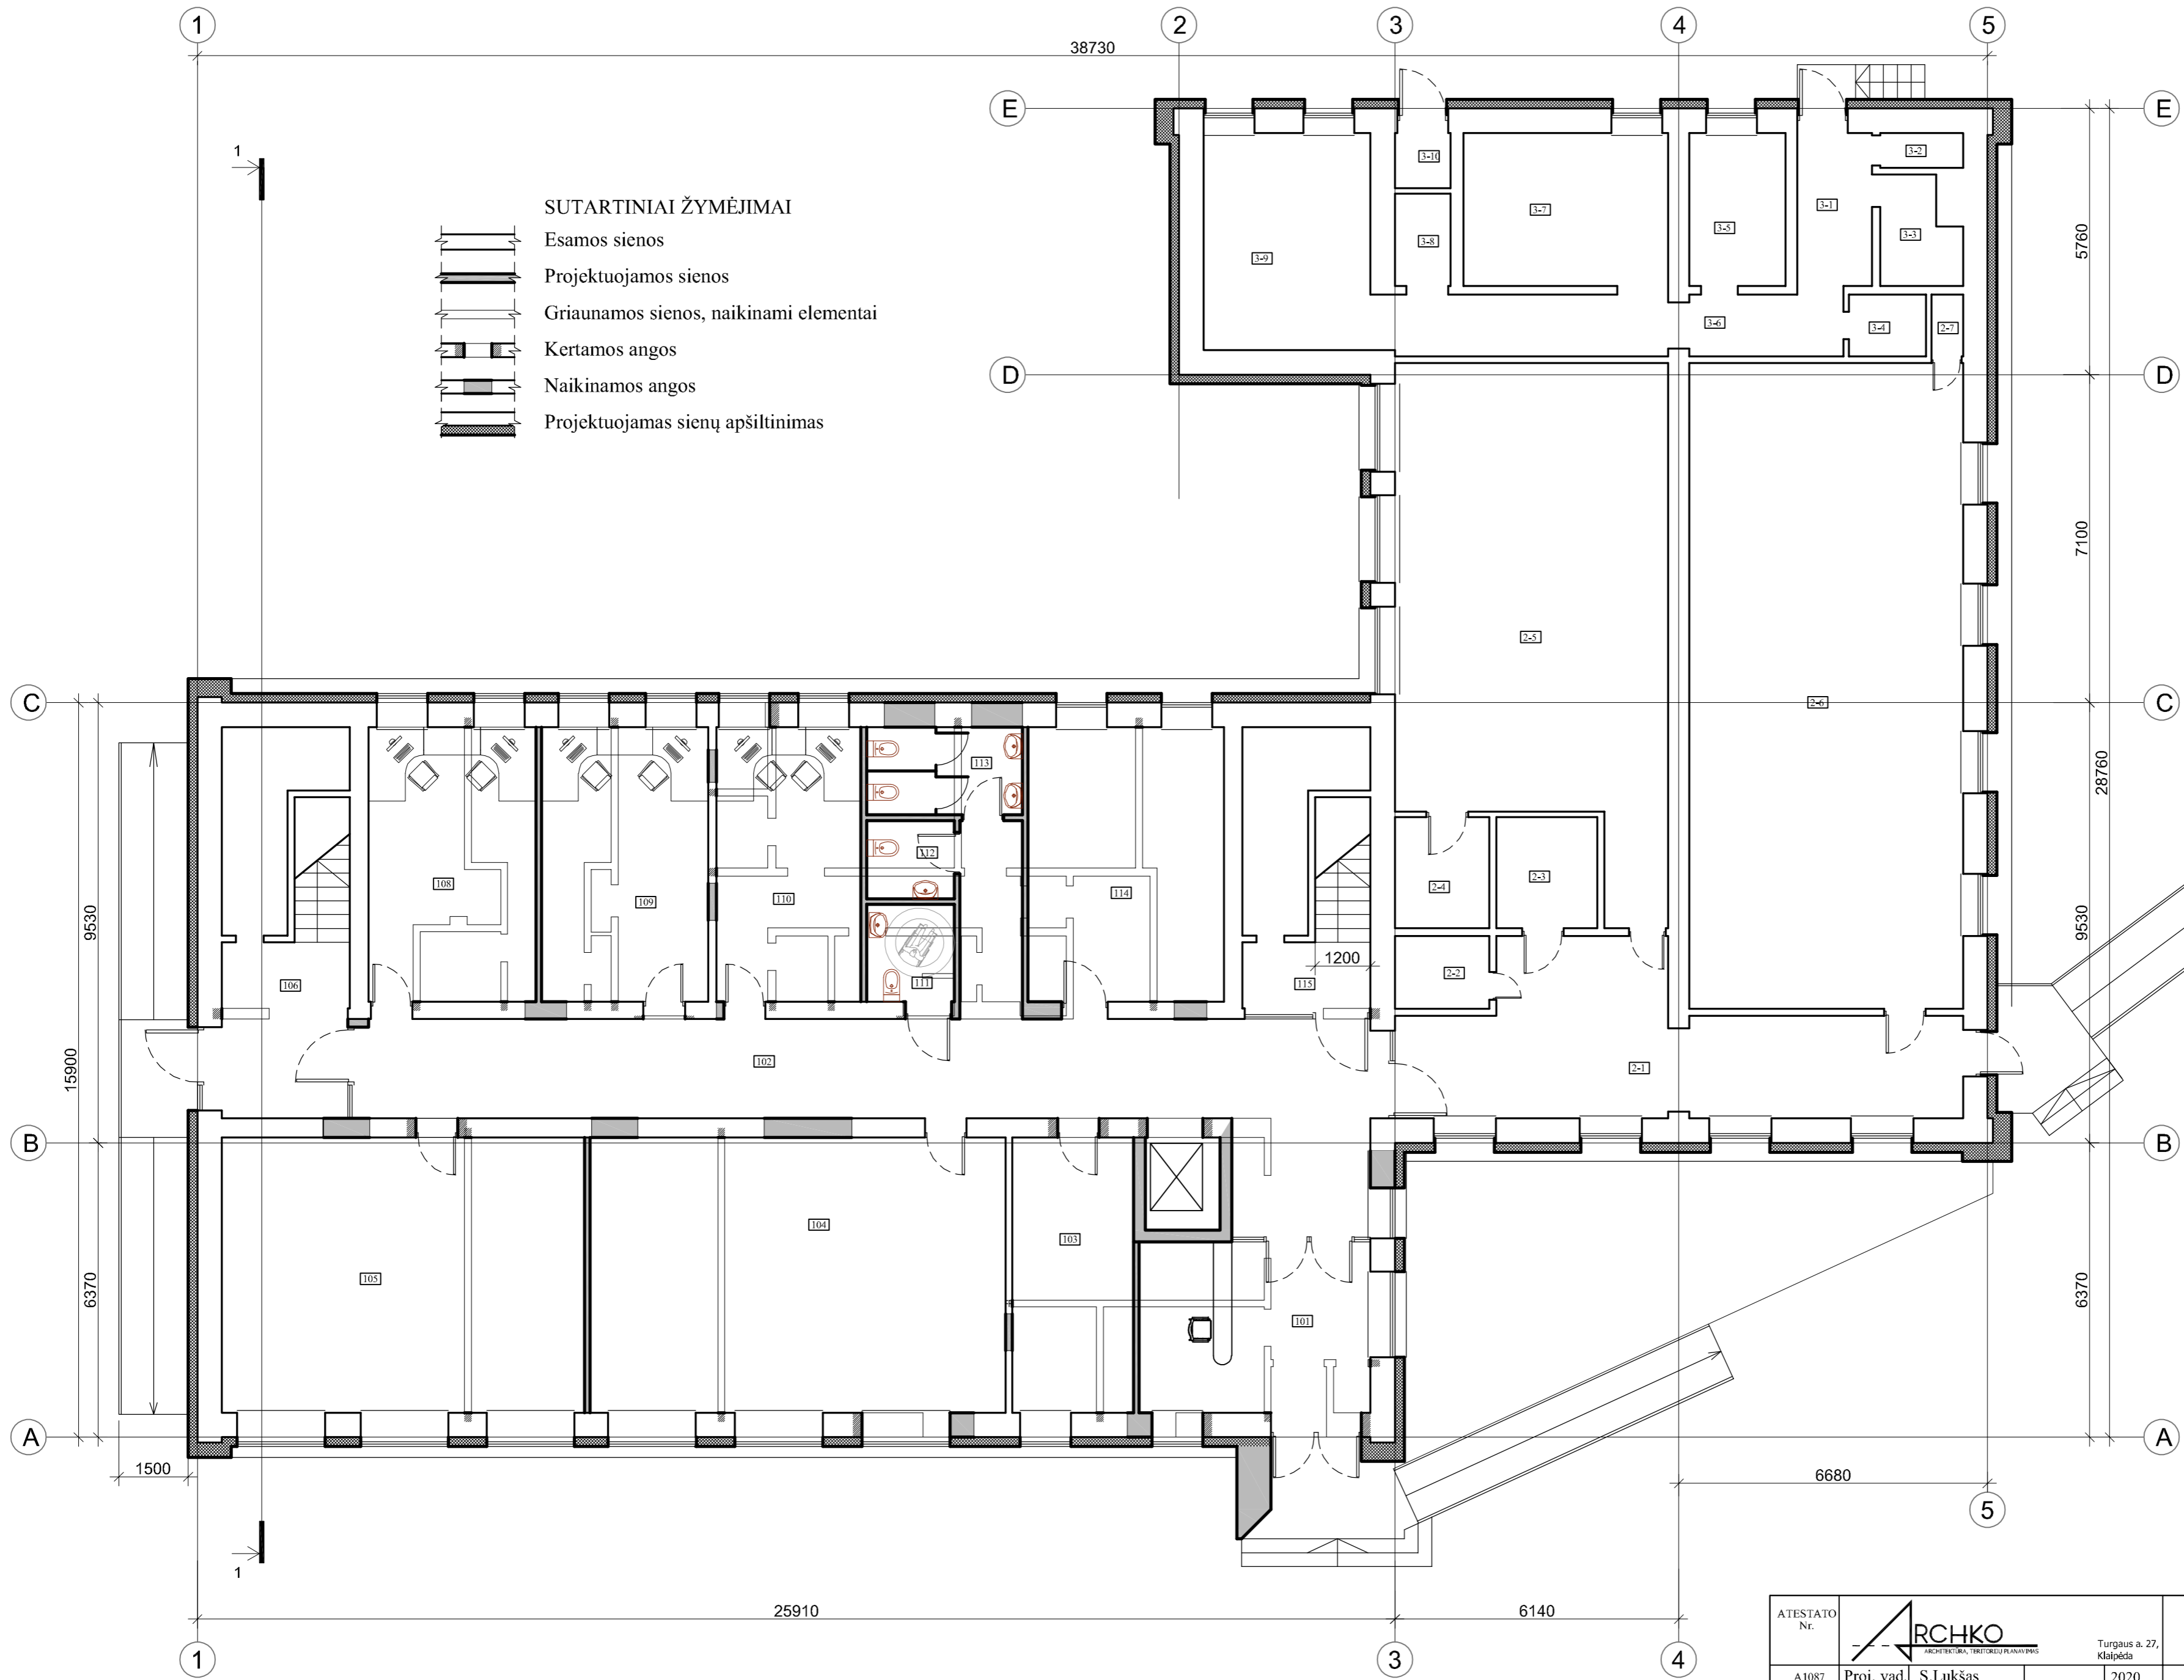 1
2
3
4
5
38730
E
E
1
SUTARTINIAI ŽYMĖJIMAI
Esamos sienos
Projektuojamos sienos
Griaunamos sienos, naikinami elementai
Kertamos angos
Naikinamos angos
Projektuojamas sienų apšiltinimas
3-10
3-2
3-7
3-1
3-5
3-3
3-8
3-9
5760
3-6
3-4
2-7
D
D
7100
2-5
2-6
C
C
28760
113
112
108
109
110
114
2-4
2-3
9530
9530
1200
2-2
106
111
115
102
2-1
15900
B
B
104
103
105
101
6370
6370
A
A
1500
6680
5
1
25910
6140
1
3
4
ATESTATO
Nr.
ARCHKO
ARCHITEKTŪRA, TERITORIJŲ PLANAVIMAS
Turgaus a. 27,
Klaipėda
A1087
Proj. vad.
S.Lukšas
2020